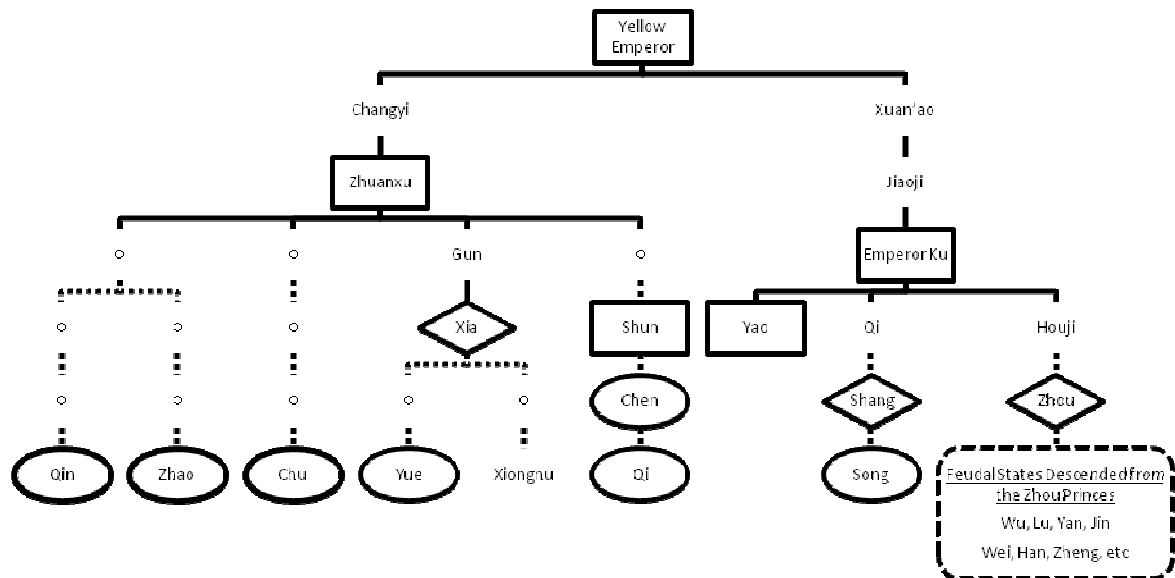 Yellow
Emperor
Changyi
Xuan'ao
Zhuanxu
Jiaoji
Gun
Emperor Ku
Xia
Shun
Yao
Qi
Houji
Chen
Shang
Zhou
Qin
Zhao
Chu
Yue
Xiongnu
Qi
Song
Feudal States Descended from
the Zhou Princes
Wu, Lu, Yan, Jin
Wei, Han, Zheng, etc